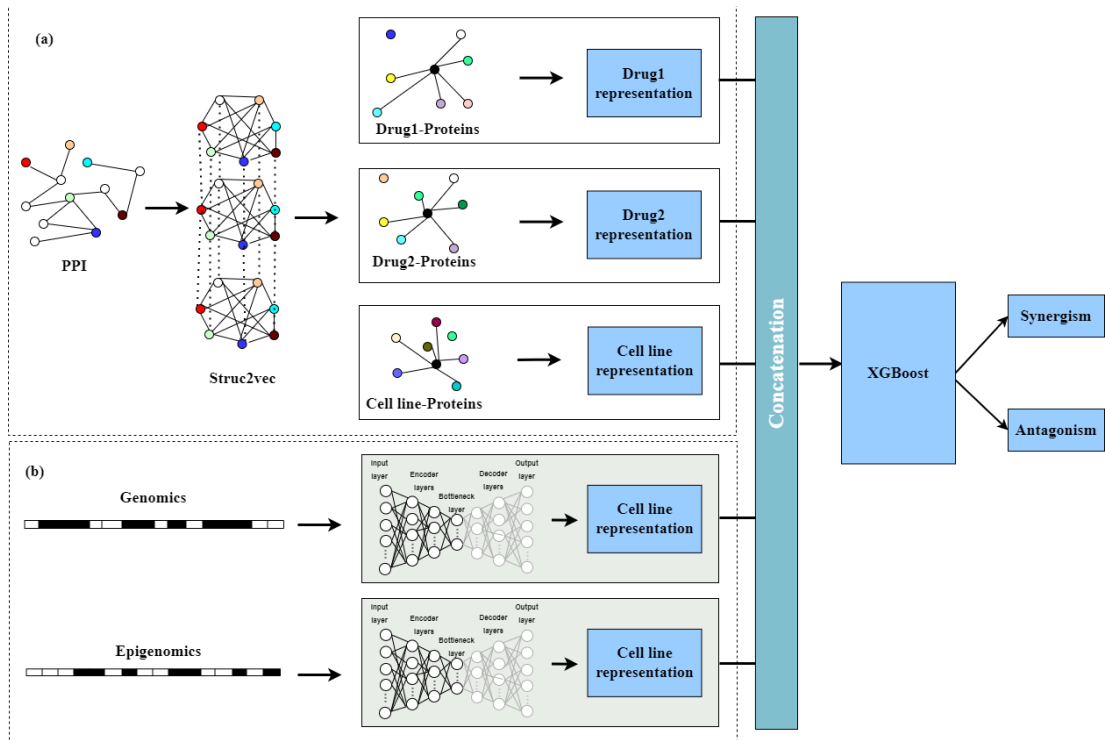 (a)
PPI
Struc2vec
Drug1-Proteins
Drug1
representation
Drug2-Proteins
Drug2
representation
Cell line-Proteins
Cell line
representation
(b)
Genomics
Input
layer
Encoder
layers
Bottleneck
layer
Decoder
layers
Output
layer
Cell line
representation
Epigenomics
Input
layer
Encoder
layers
Bottleneck
layer
Decoder
layers
Output
layer
Cell line
representation
Concatenation
XGBoost
Synergism
Antagonism